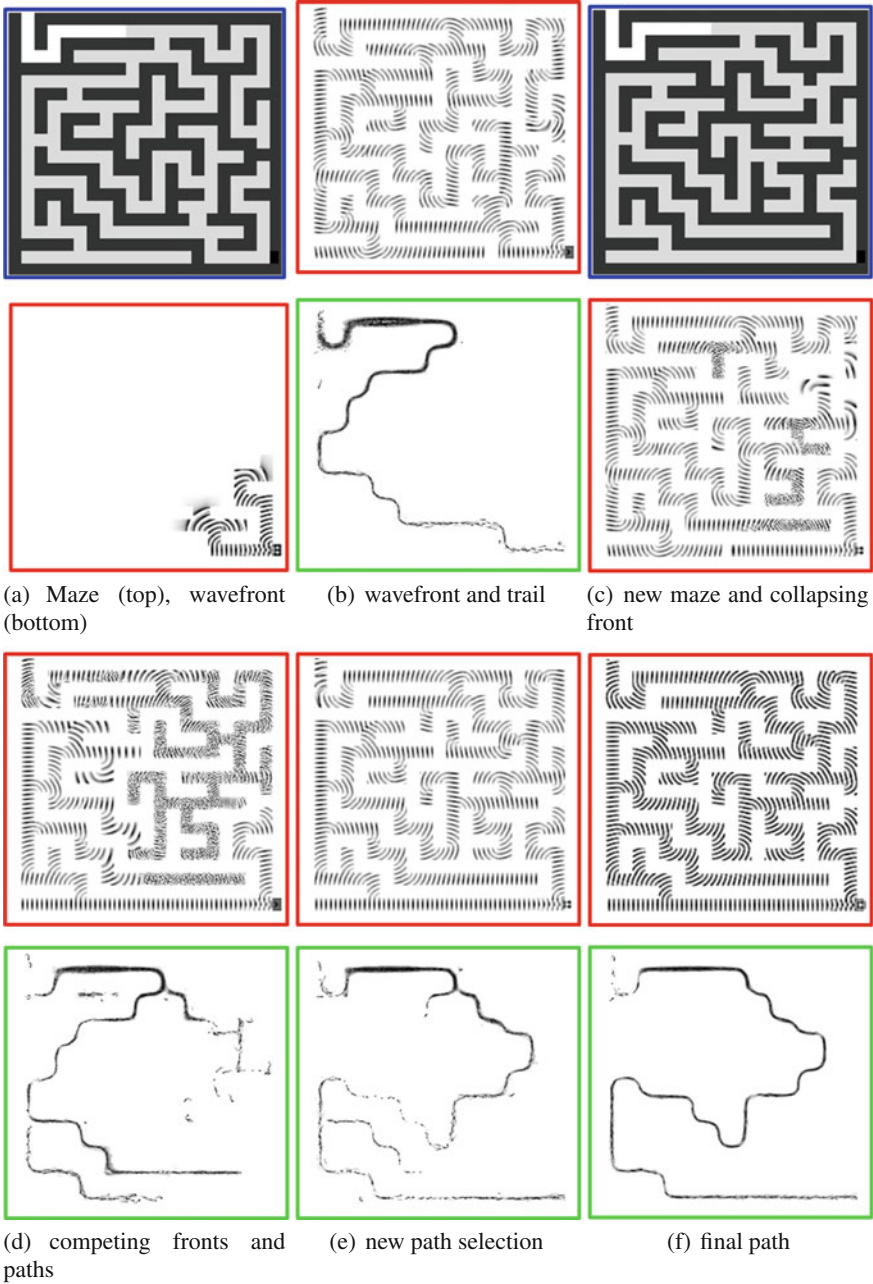 (a) Maze (top), wavefront
(bottom)
(b) wavefront and trail
(c) new maze and collapsing
front
(d) competing fronts and
paths
(e) new path selection
(f) final path